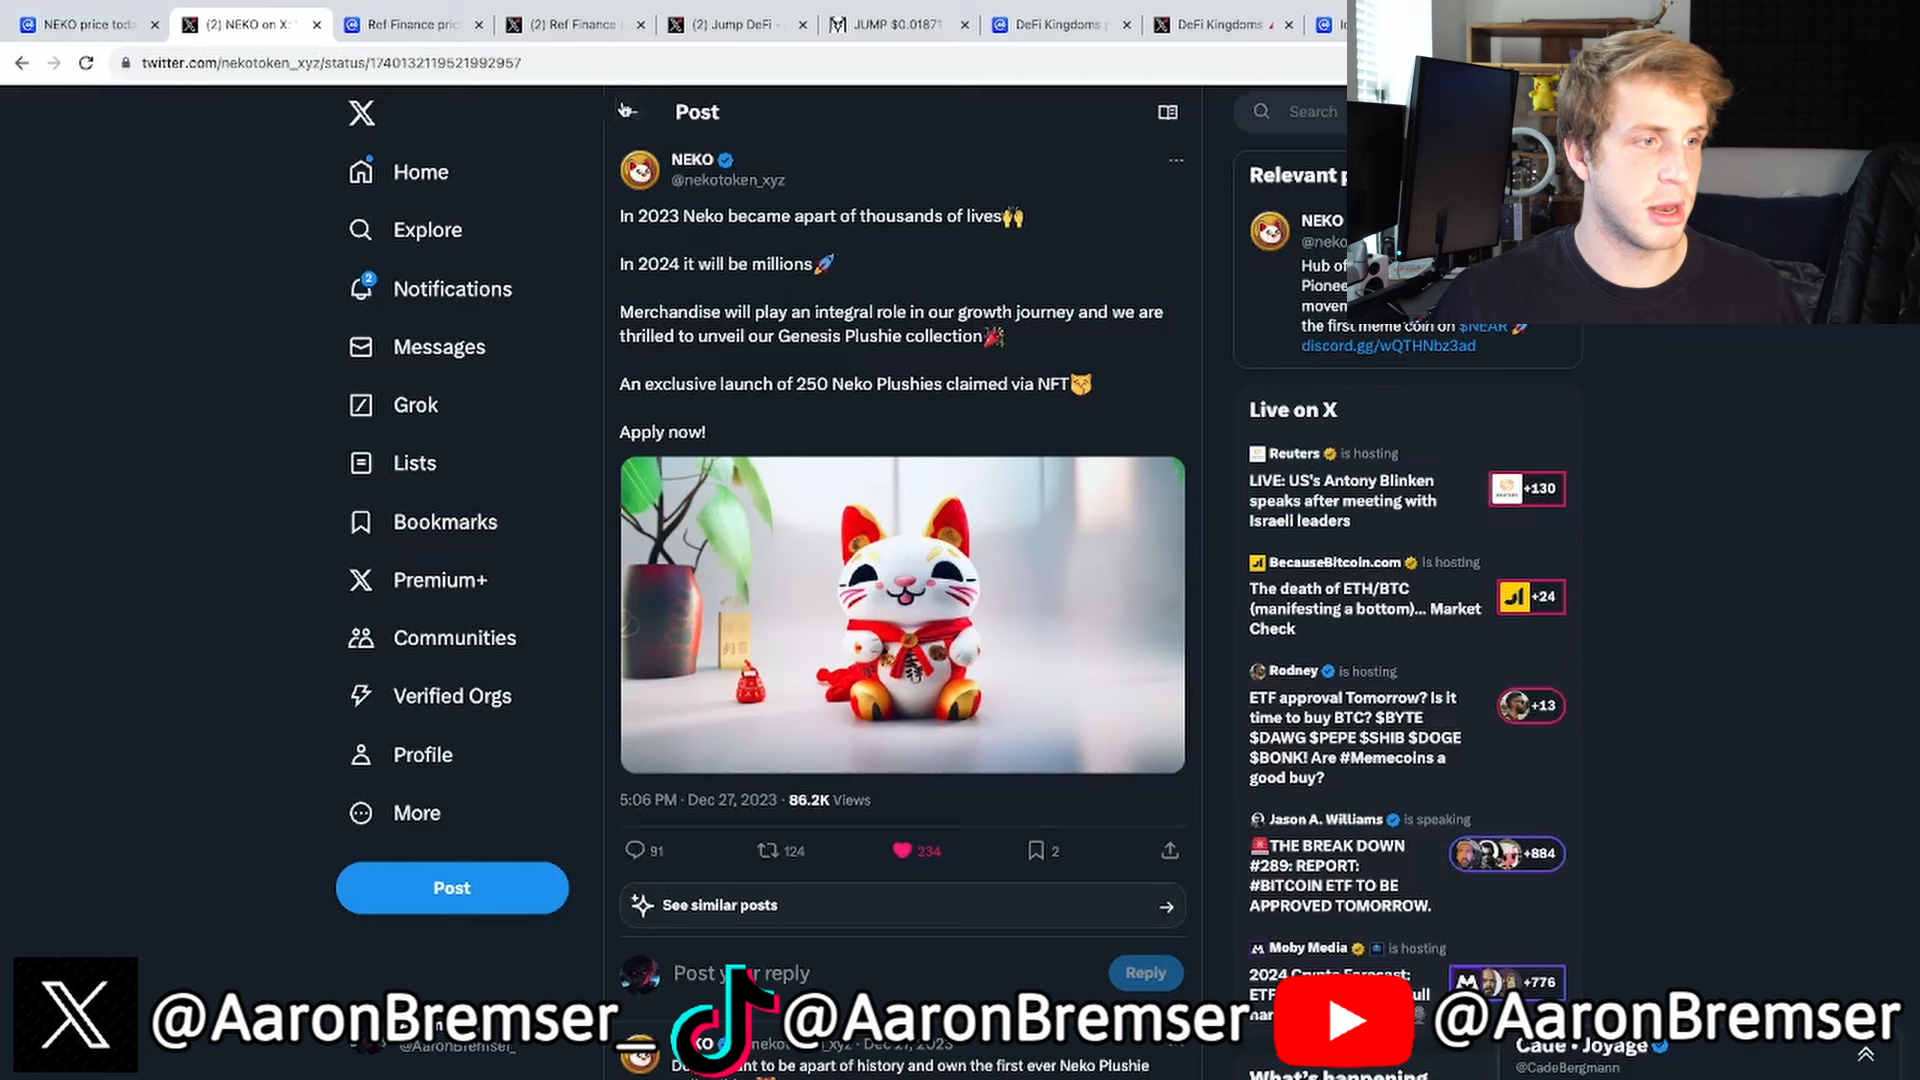 NEKO price toda
(2) NEKO on X:
Ref Finance pric
(2) Ref Finance
(2) Jump DeFi -
JUMP $0.01871
DeFi Kingdoms
DeFi Kingdoms
twitter.com/nekotoken_xyz/status/1740132119521992957
Home
Explore
2
Notifications
Messages
Grok
Lists
Bookmarks
Premium+
Communities
Verified Orgs
Profile
More
Post
Post
NEKO
@nekotoken_xyz
In 2023 Neko became apart of thousands of lives🙌
In 2024 it will be millions🚀
Merchandise will play an integral role in our growth journey and we are
thrilled to unveil our Genesis Plushie collection🎉
An exclusive launch of 250 Neko Plushies claimed via NFT😽
Apply now!
5:06 PM · Dec 27, 2023 · 86.2K Views
91
124
234
2
See similar posts
Post your reply
Reply
nekot _xyz · Dec 27, 2023
to be apart of history and own the first ever Neko Plushie
Search
Relevant p
NEKO
@neko
Hub of
Pionee
movem
the first meme coin on $NEAR 🚀
discord.gg/wQTHNbz3ad
Live on X
Reuters is hosting
LIVE: US's Antony Blinken
speaks after meeting with
Israeli leaders
+130
BecauseBitcoin.com is hosting
The death of ETH/BTC
(manifesting a bottom)... Market
Check
+24
Rodney is hosting
ETF approval Tomorrow? Is it
time to buy BTC? $BYTE
$DAWG $PEPE $SHIB $DOGE
$BONK! Are #Memecoins a
good buy?
+13
Jason A. Williams is speaking
🚨THE BREAK DOWN
#289: REPORT:
#BITCOIN ETF TO BE
APPROVED TOMORROW.
+884
Moby Media is hosting
2024 Crypto Forecast:
+776
What's happening
@AaronBremser_
@AaronBremser
@AaronBremser
@AaronBremser_
Cade • Joyage
@CadeBergmann